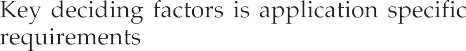 Key deciding factors is application specific
requirements